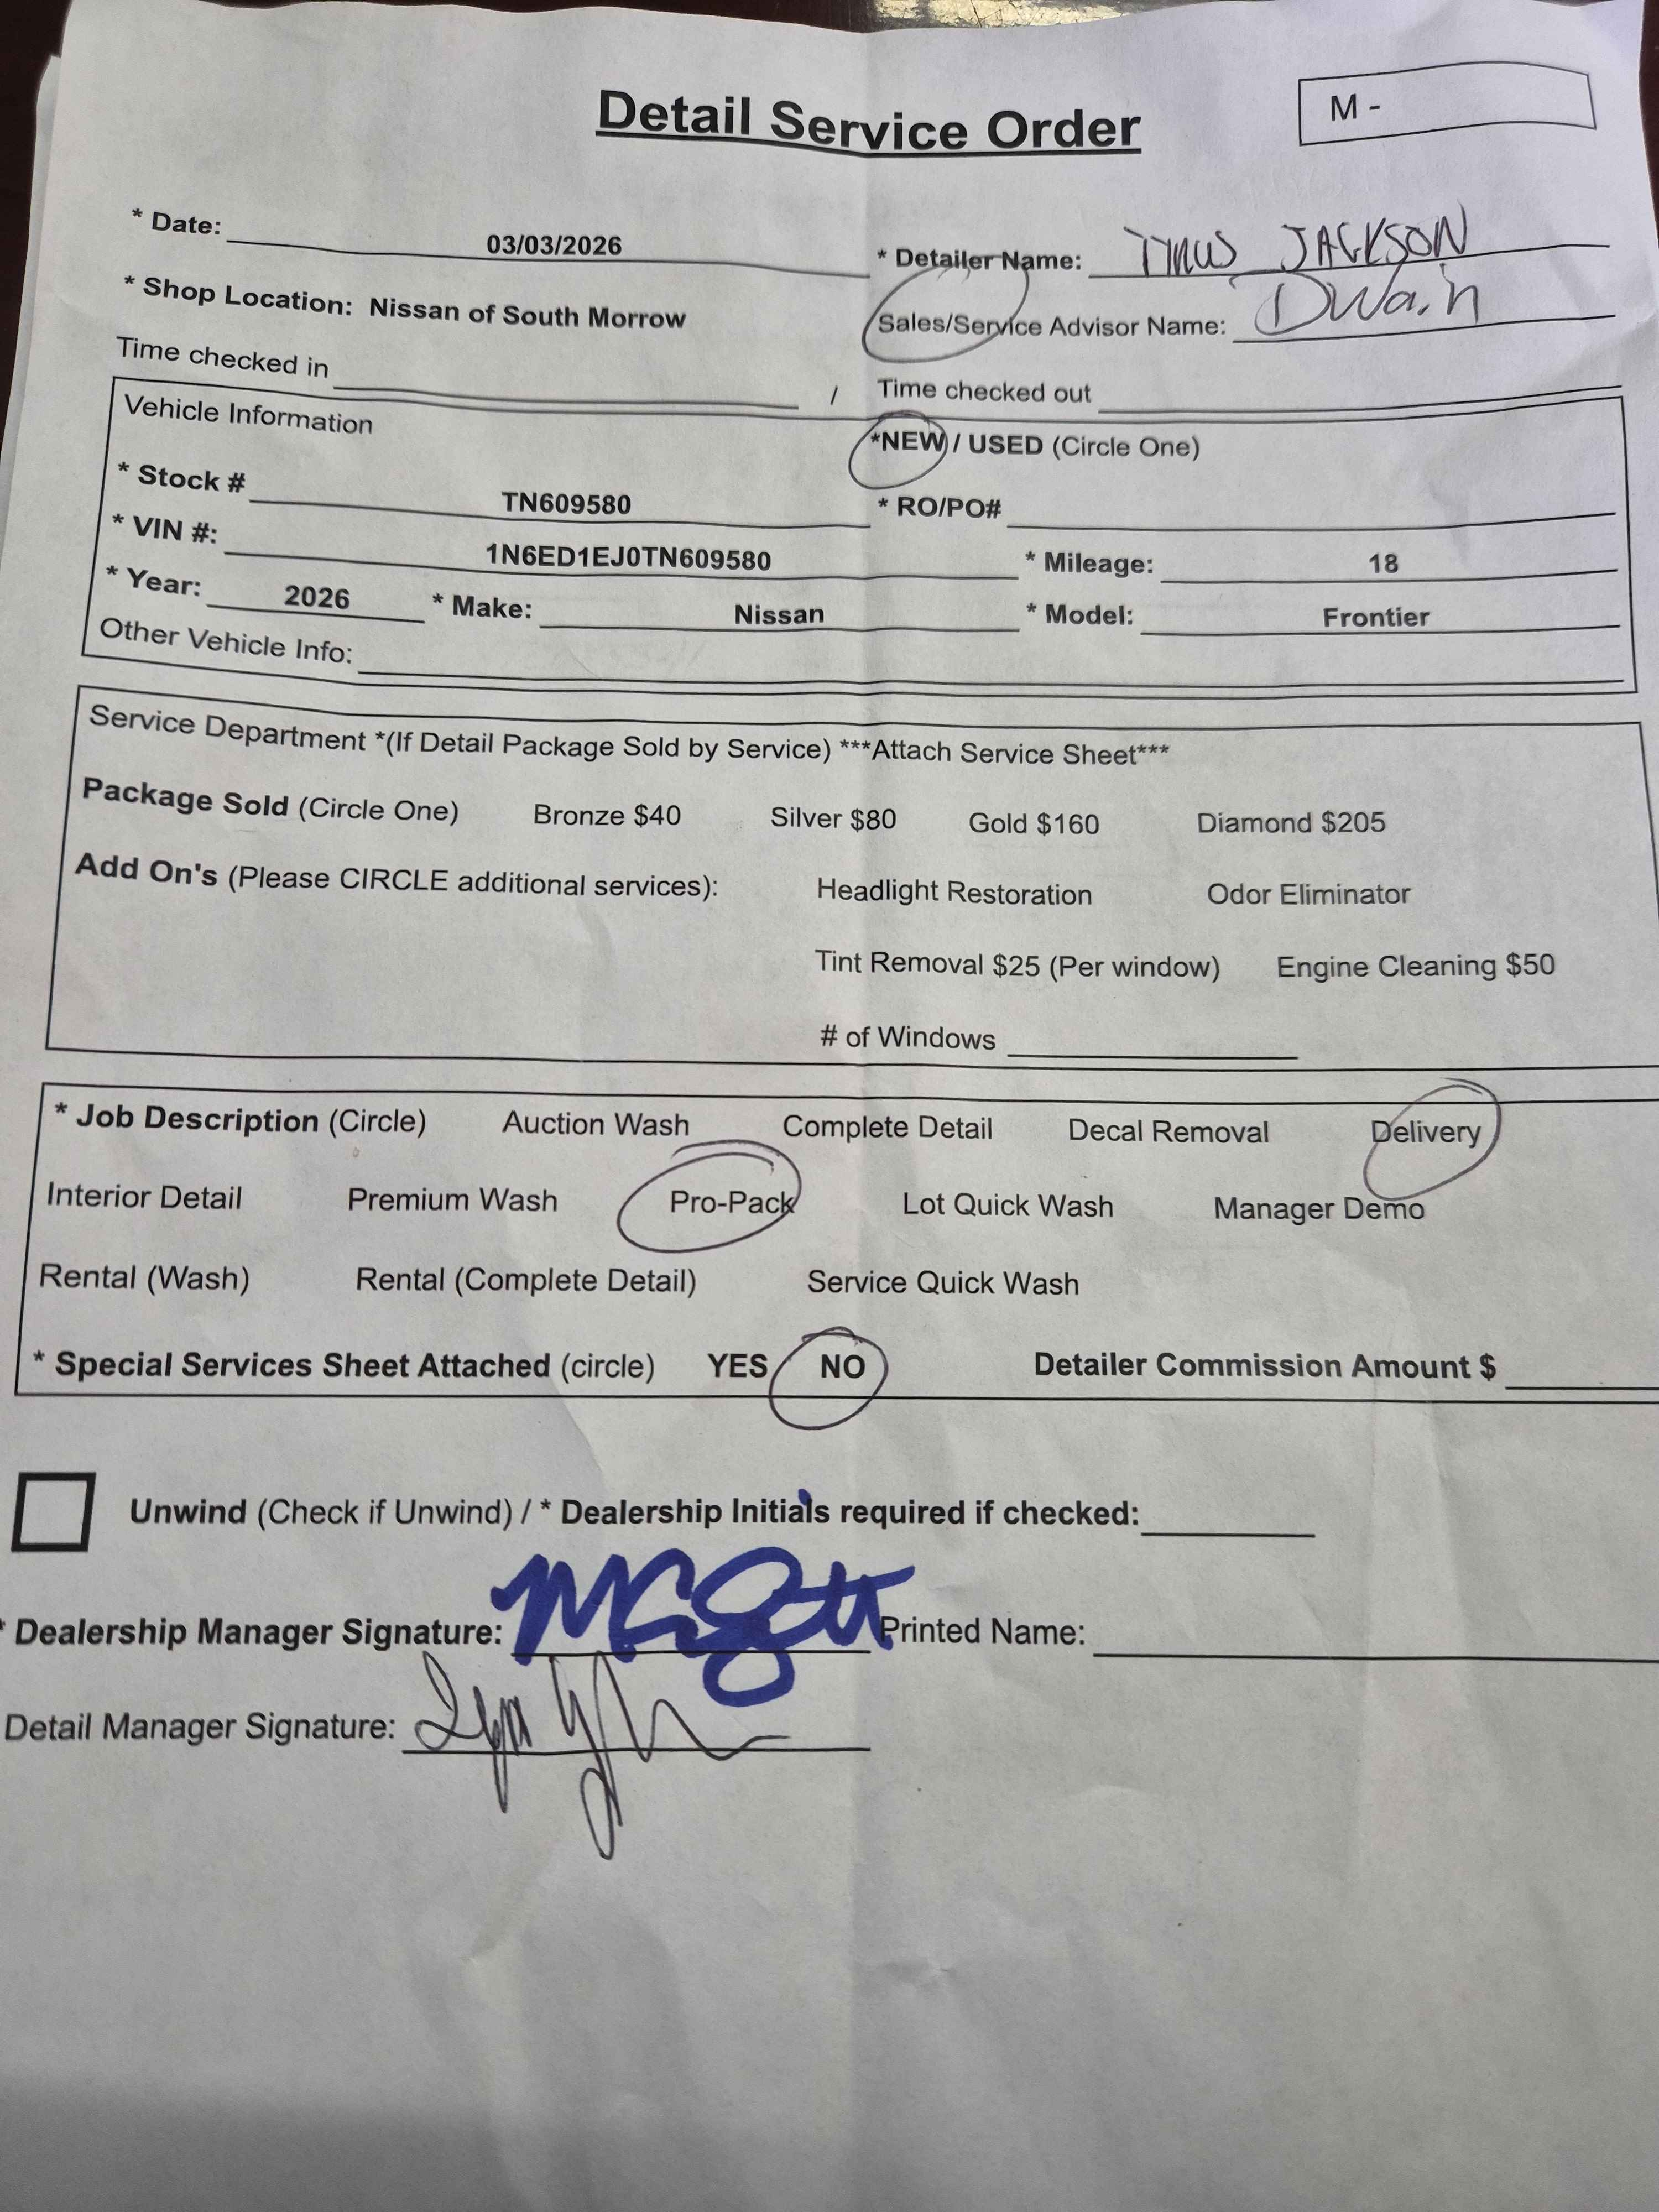 Detail Service Order
M -
* Date: 03/03/2026
* Detailer Name: TYRUS JACKSON
* Shop Location: Nissan of South Morrow
Sales/Service Advisor Name: Dwain
Time checked in / Time checked out
Vehicle Information
*NEW / USED (Circle One)
* Stock # TN609580
* RO/PO#
* VIN #: 1N6ED1EJ0TN609580
* Mileage: 18
* Year: 2026 * Make: Nissan * Model: Frontier
Other Vehicle Info:
Service Department *(If Detail Package Sold by Service) ***Attach Service Sheet***
Package Sold (Circle One) Bronze $40 Silver $80 Gold $160 Diamond $205
Add On's (Please CIRCLE additional services): Headlight Restoration Odor Eliminator
Tint Removal $25 (Per window) Engine Cleaning $50
# of Windows
* Job Description (Circle) Auction Wash Complete Detail Decal Removal Delivery
Interior Detail Premium Wash Pro-Pack Lot Quick Wash Manager Demo
Rental (Wash) Rental (Complete Detail) Service Quick Wash
* Special Services Sheet Attached (circle) YES NO Detailer Commission Amount $
Unwind (Check if Unwind) / * Dealership Initials required if checked:
* Dealership Manager Signature: Printed Name:
Detail Manager Signature: